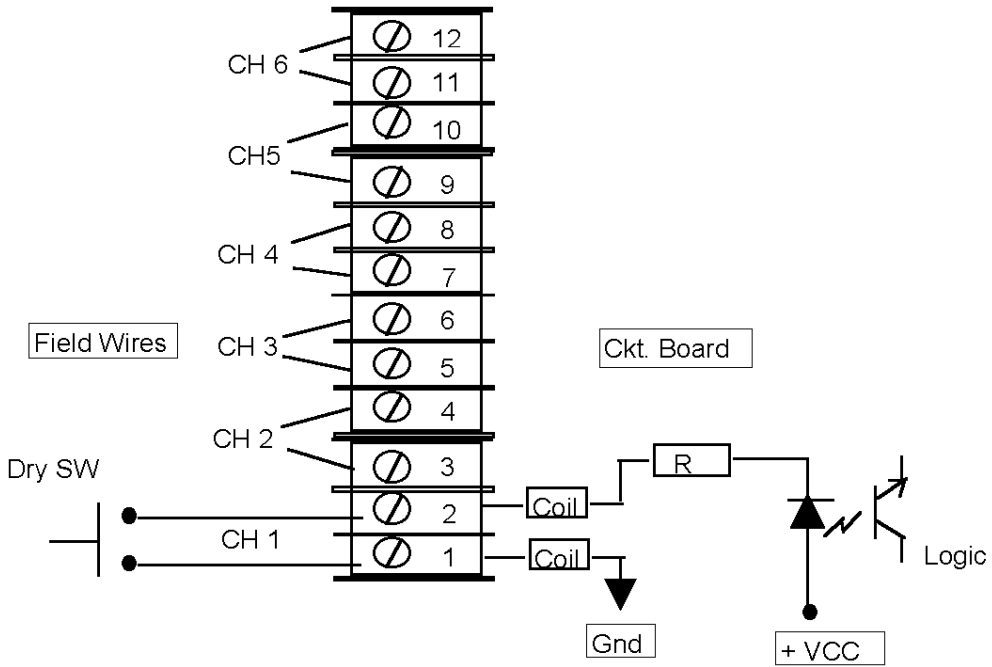 12
CH 6
11
10
CH5
9
8
CH 4
7
6
Field Wires
CH 3
Ckt. Board
5
4
CH 2
3
R
Dry SW
2
Coil
CH 1
1
Coil
Logic
Gnd
+ VCC